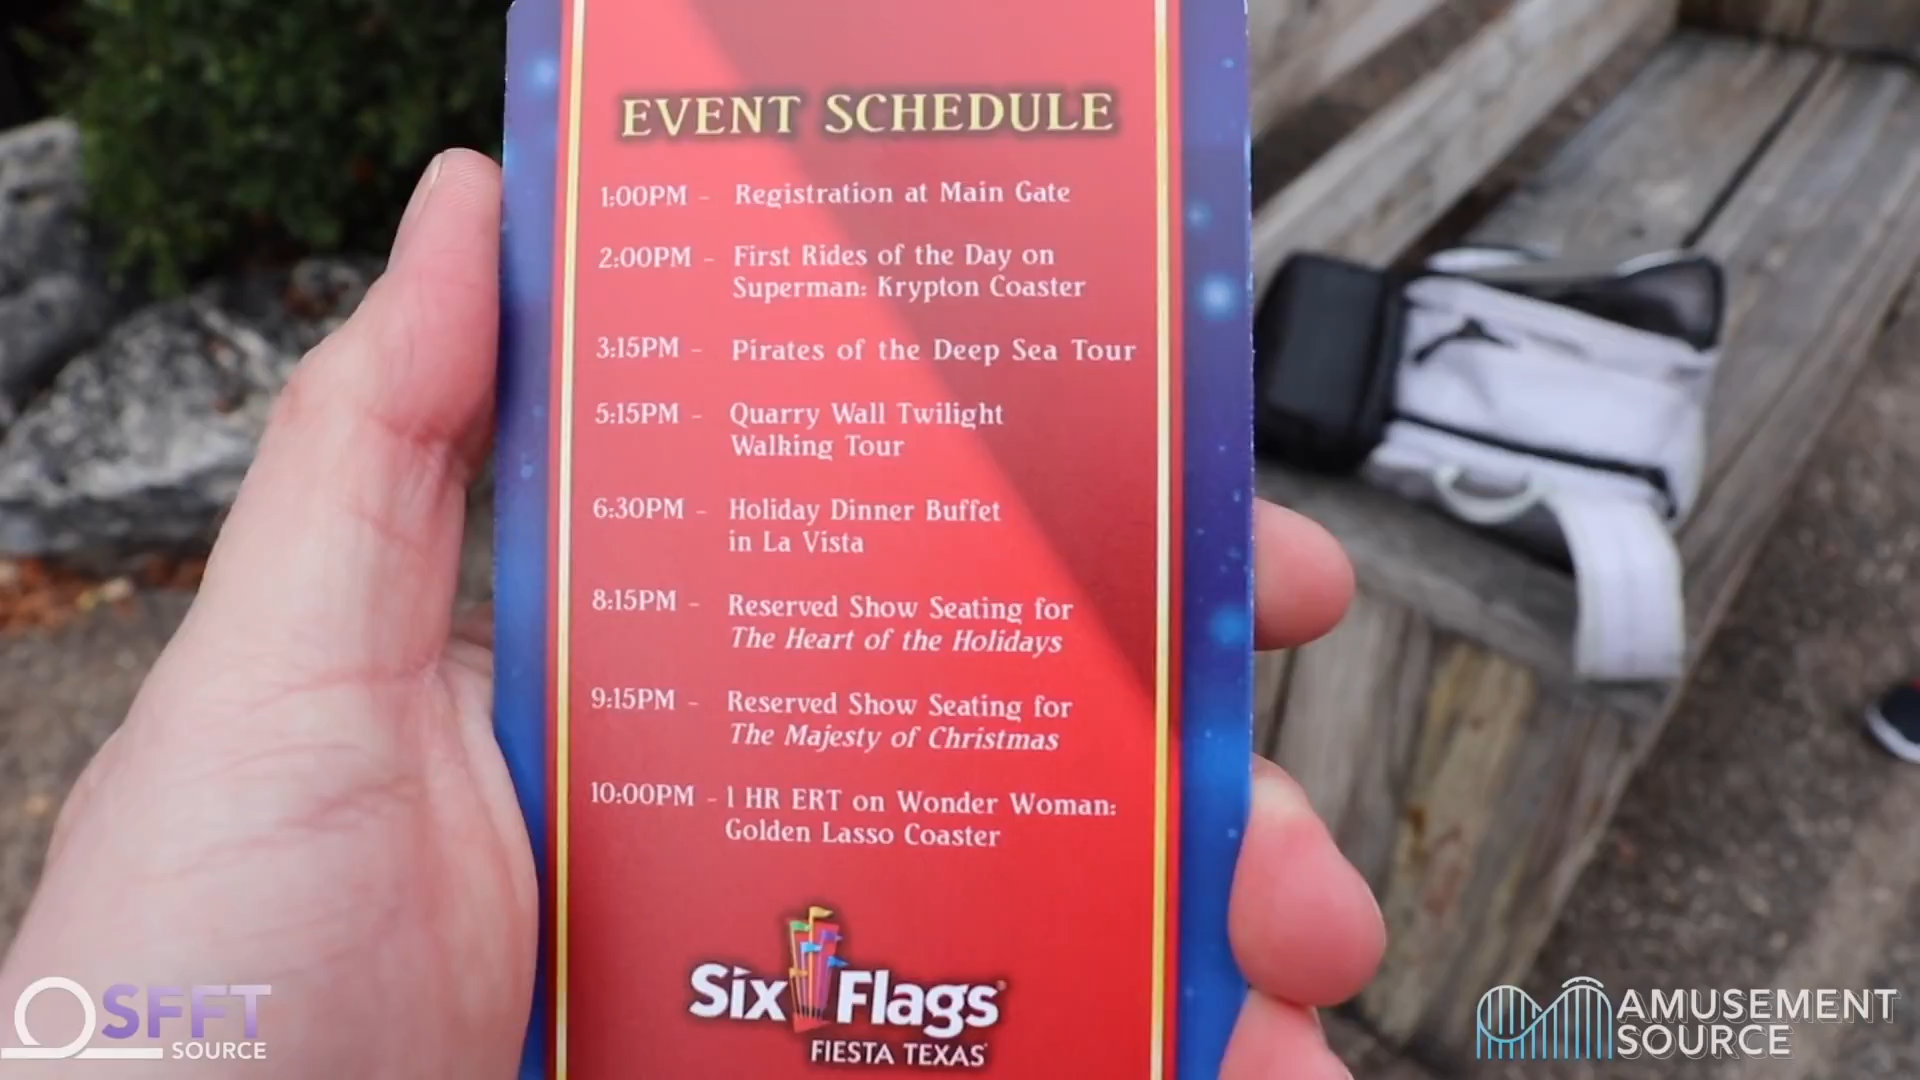 EVENT SCHEDULE
1:00PM - Registration at Main Gate
2:00PM - First Rides of the Day on
Superman: Krypton Coaster
3:15PM - Pirates of the Deep Sea Tour
5:15PM - Quarry Wall Twilight
Walking Tour
6:30PM - Holiday Dinner Buffet
in La Vista
8:15PM - Reserved Show Seating for
The Heart of the Holidays
9:15PM - Reserved Show Seating for
The Majesty of Christmas
10:00PM - 1 HR ERT on Wonder Woman:
Golden Lasso Coaster
Six Flags
FIESTA TEXAS
SFFT
SOURCE
AMUSEMENT
SOURCE